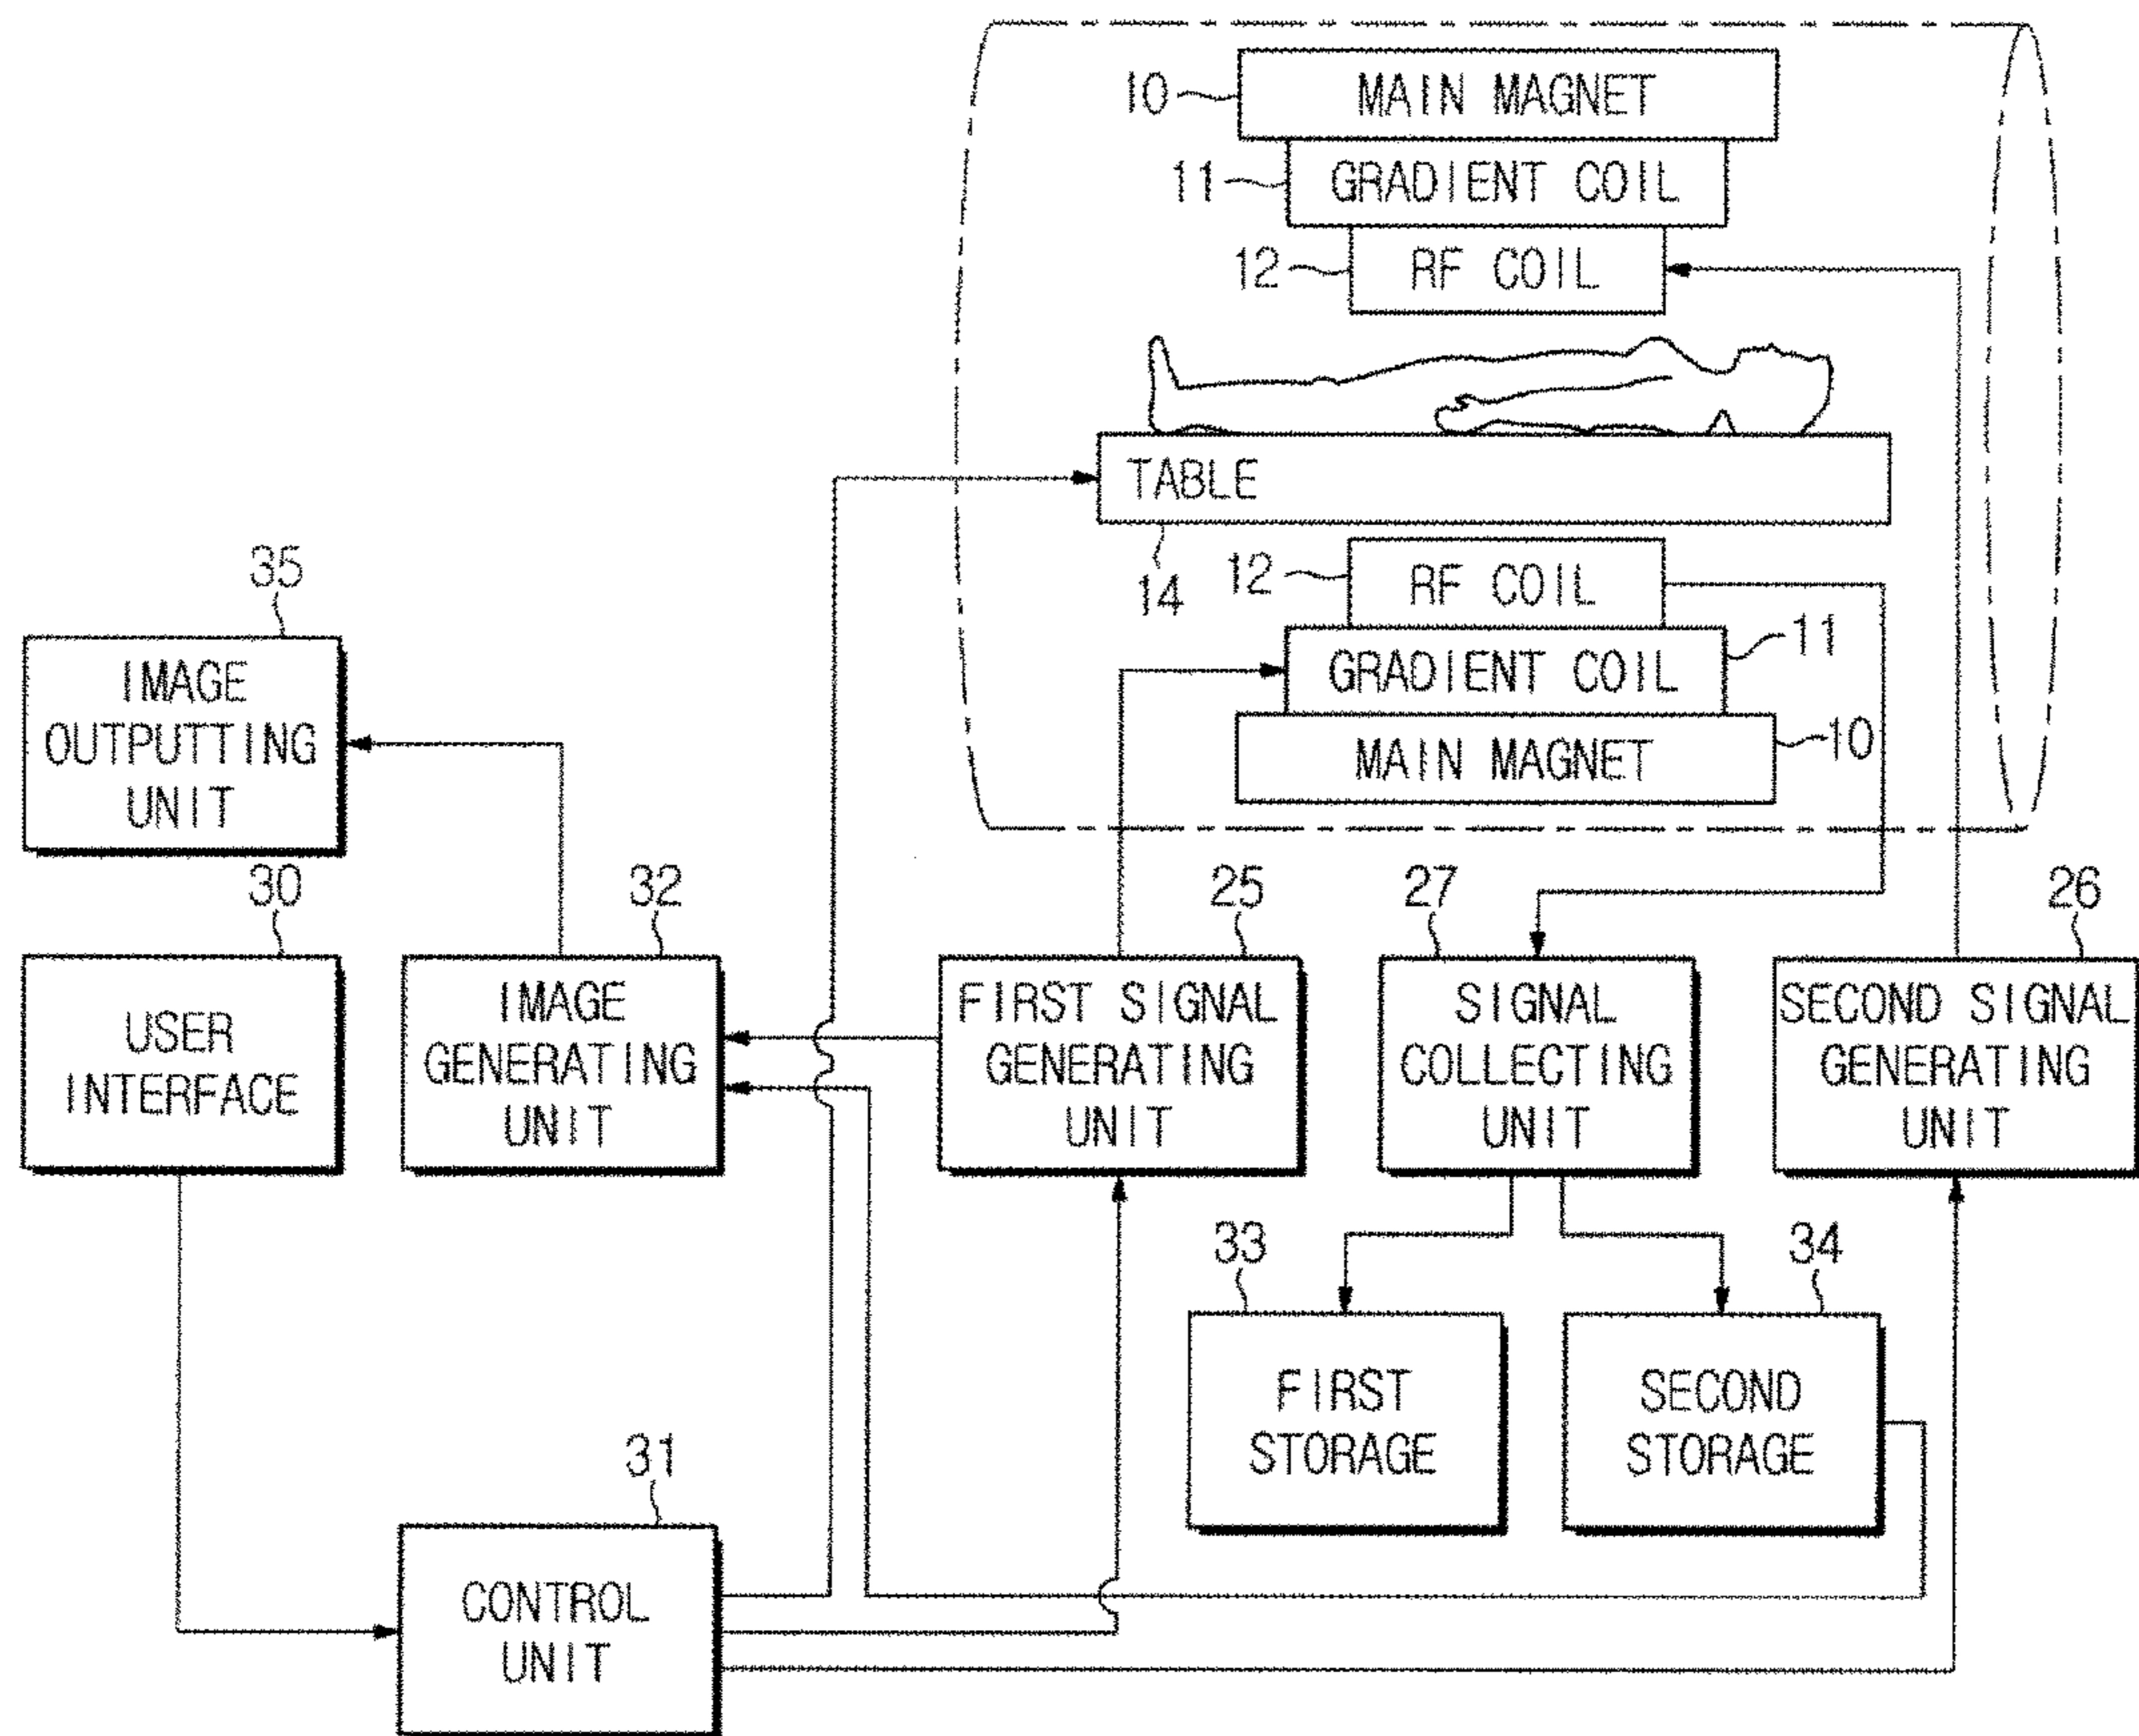 10
MAIN MAGNET
11
GRADIENT COIL
12
RF COIL
TABLE
14
12
RF COIL
11
GRADIENT COIL
10
MAIN MAGNET
35
IMAGE
OUTPUTTING
UNIT
30
USER
INTERFACE
32
IMAGE
GENERATING
UNIT
25
FIRST SIGNAL
GENERATING
UNIT
27
SIGNAL
COLLECTING
UNIT
26
SECOND SIGNAL
GENERATING
UNIT
33
FIRST
STORAGE
34
SECOND
STORAGE
31
CONTROL
UNIT